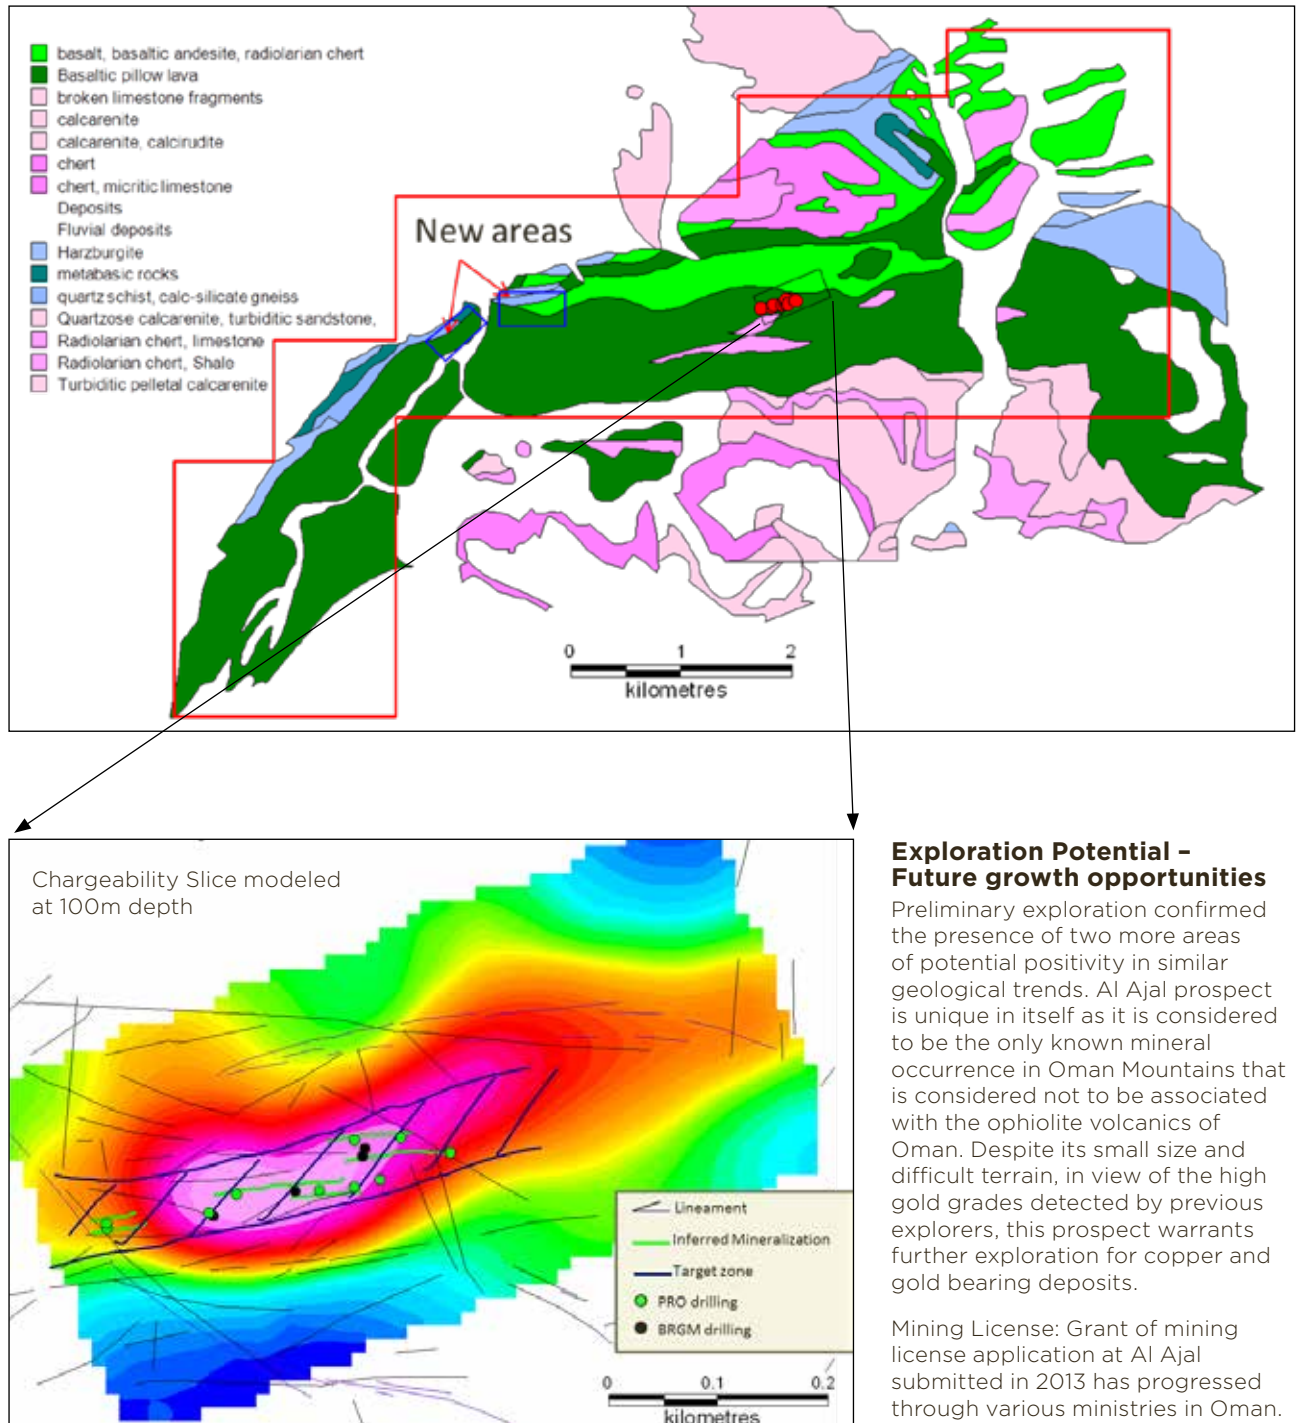 basalt, basaltic andesite, radiolarian chert
Basaltic pillow lava
broken limestone fragments
calcarenite
calcarenite, calcirudite
chert
chert, micritic limestone
Deposits
Fluvial deposits
Harzburgite
metabasic rocks
quartz schist, calc-silicate gneiss
Quartzose calcarenite, turbiditic sandstone,
Radiolarian chert, limestone
Radiolarian chert, Shale
Turbiditic pelletal calcarenite
New areas
0 1 2
kilometres
Chargeability Slice modeled
at 100m depth
Lineament
Inferred Mineralization
Target zone
PRO drilling
BRGM drilling
0 0.1 0.2
kilometres
Exploration Potential –
Future growth opportunities
Preliminary exploration confirmed
the presence of two more areas
of potential positivity in similar
geological trends. Al Ajal prospect
is unique in itself as it is considered
to be the only known mineral
occurrence in Oman Mountains that
is considered not to be associated
with the ophiolite volcanics of
Oman. Despite its small size and
difficult terrain, in view of the high
gold grades detected by previous
explorers, this prospect warrants
further exploration for copper and
gold bearing deposits.
Mining License: Grant of mining
license application at Al Ajal
submitted in 2013 has progressed
through various ministries in Oman.